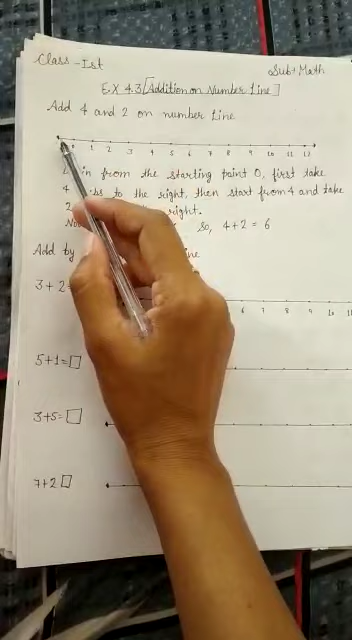 Class - Ist
Sub:- Math
EX 4.3 [Addition on Number Line]
Add 4 and 2 on number line
1 2 3 4 5 6 7 8 9 10 11 12
in from the starting point 0, first take
4 to the right, then start from 4 and take
2 right.
So, 4+2 = 6
Add by
3 + 2 =
6 7 8 9 10 11
5+1=
3+5=
7+2